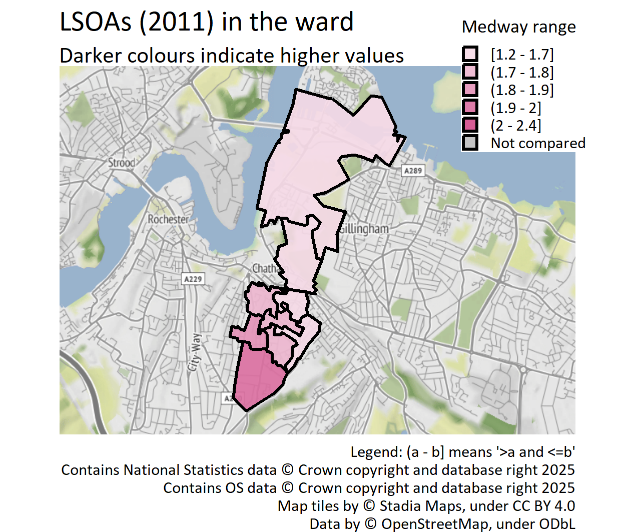 LSOAs (2011) in the ward
Darker colours indicate higher values
Medway range
[1.2 - 1.7]
(1.7 - 1.8]
(1.8 - 1.9]
(1.9 - 2]
(2 - 2.4]
Not compared
Strood
A289
Rochester
Gillingham
Chath
A229
City Way
Legend: (a - b] means '>a and <=b'
Contains National Statistics data © Crown copyright and database right 2025
Contains OS data © Crown copyright and database right 2025
Map tiles by © Stadia Maps, under CC BY 4.0
Data by © OpenStreetMap, under ODbL